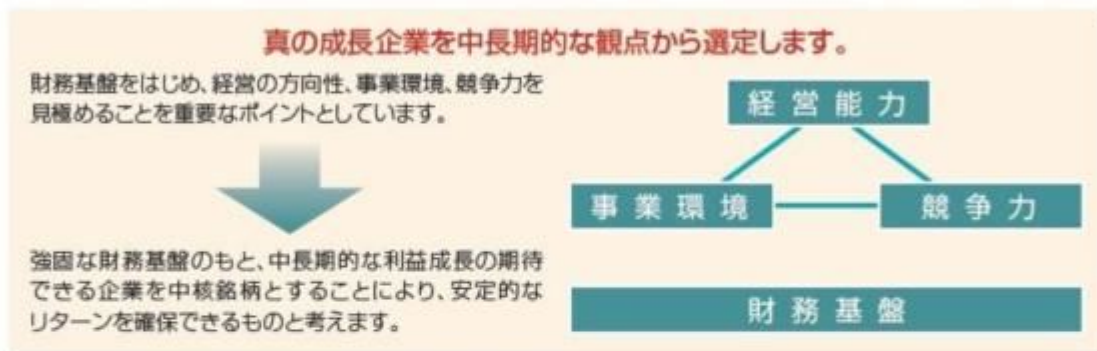 真の成長企業を中長期的な観点から選定します。
財務基盤をはじめ、経営の方向性、事業環境、競争力を
見極めることを重要なポイントとしています。
強固な財務基盤のもと、中長期的な利益成長の期待
できる企業を中核銘柄とすることにより、安定的な
リターンを確保できるものと考えます。
経営能力
事業環境
競争力
財務基盤